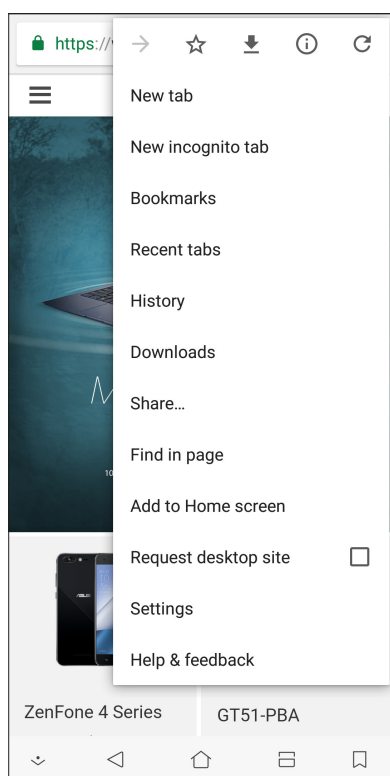 https://
New tab
New incognito tab
Bookmarks
Recent tabs
History
Downloads
Share...
Find in page
Add to Home screen
Request desktop site
Settings
Help & feedback
ASUS
ZenFone 4 Series
GT51-PBA